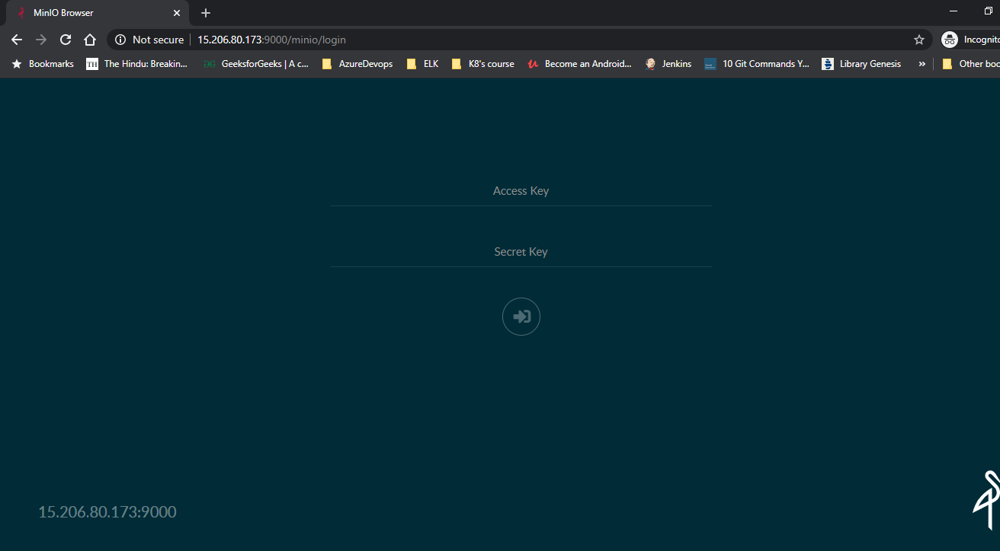 MinIO Browser
Not secure 15.206.80.173:9000/minio/login Incognito
Bookmarks TH The Hindu: Breakin... GeeksforGeeks | A c... AzureDevops ELK K8's course Become an Android... Jenkins 10 Git Commands Y... Library Genesis » Other boo
Access Key
Secret Key
15.206.80.173:9000